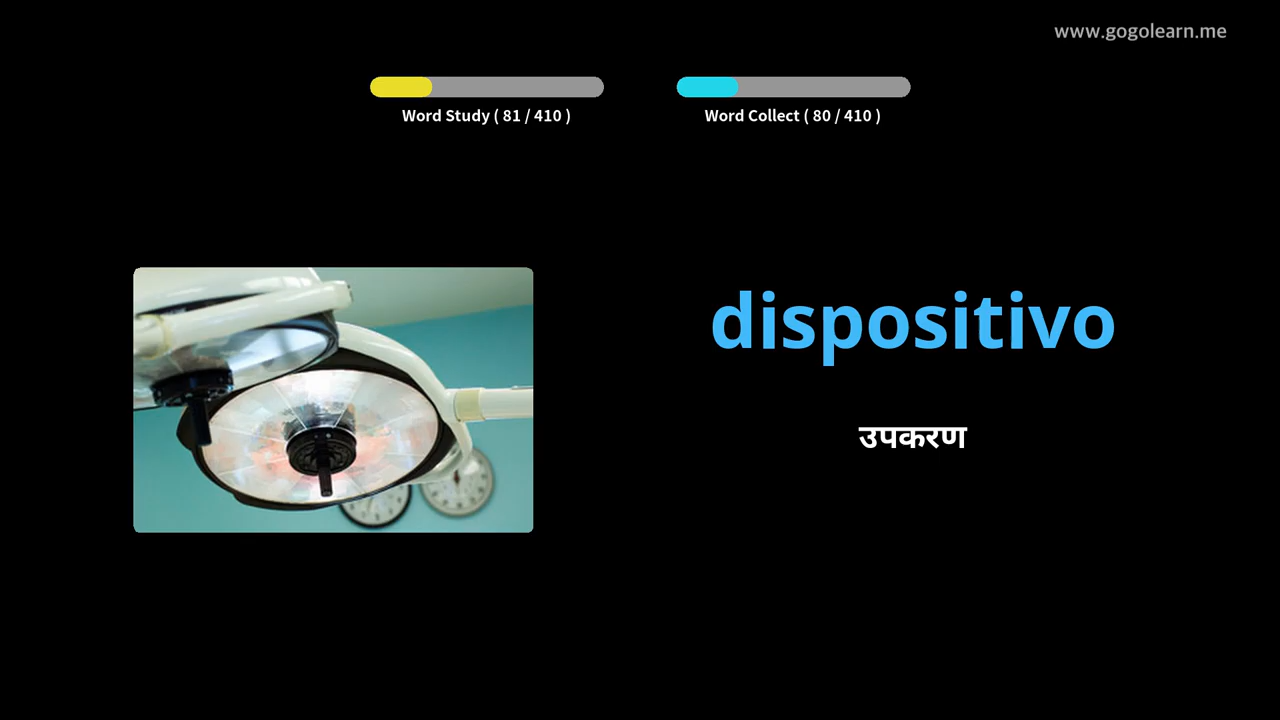 www.gogolearn.me
Word Study ( 81 / 410 )
Word Collect ( 80 / 410 )
dispositivo
उपकरण